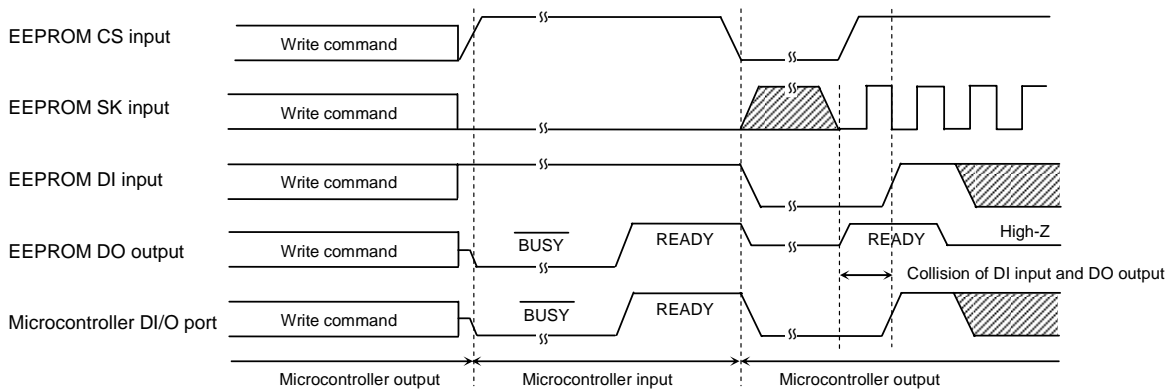 EEPROM CS input
Write command
EEPROM SK input
Write command
EEPROM DI input
Write command
EEPROM DO output
Write command
BUSY
READY
READY
High-Z
Collision of DI input and DO output
Microcontroller DI/O port
Write command
BUSY
READY
Microcontroller output
Microcontroller input
Microcontroller output